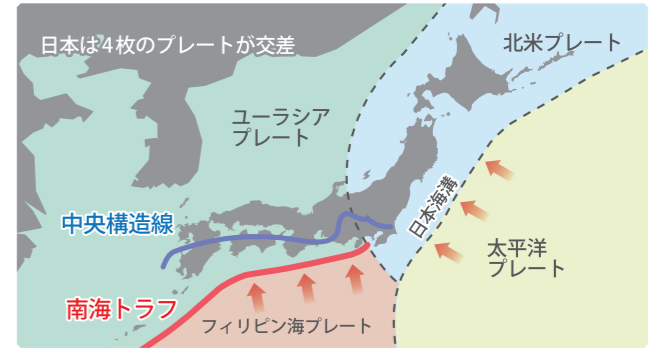 日本は4枚のプレートが交差
北米プレート
ユーラシア
プレート
中央構造線
日本海溝
太平洋
プレート
南海トラフ
フィリピン海プレート